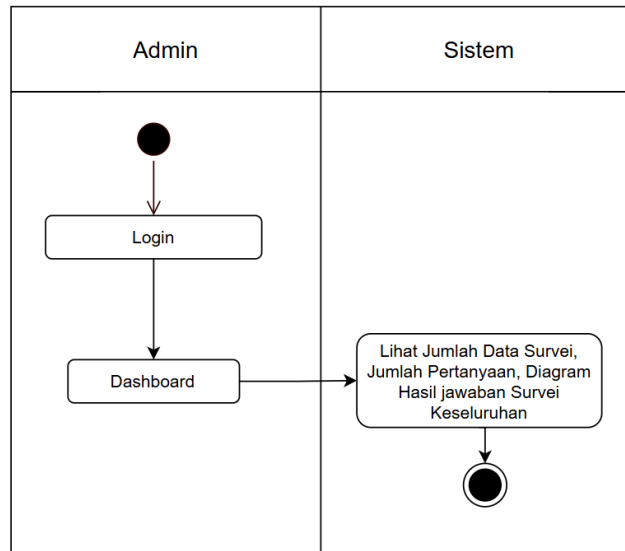 Admin
Sistem
Login
Dashboard
Lihat Jumlah Data Survei,
Jumlah Pertanyaan, Diagram
Hasil jawaban Survei
Keseluruhan